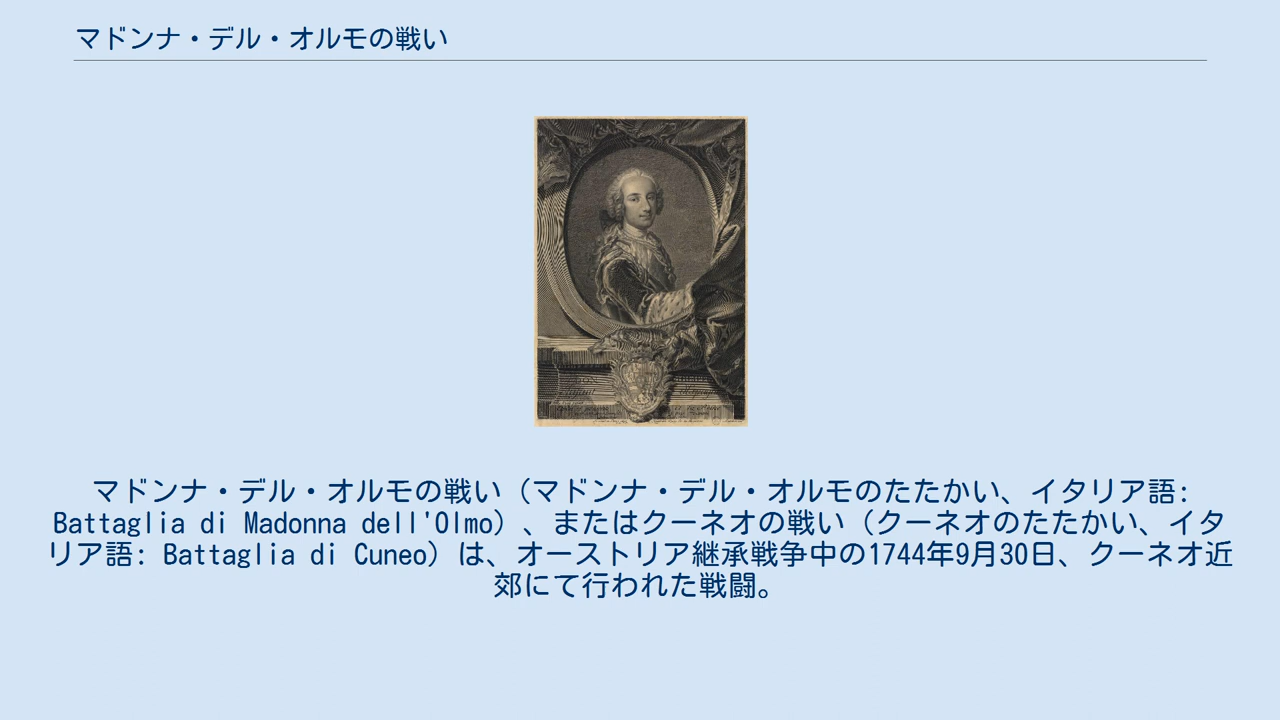 マドンナ・デル・オルモの戦い
マドンナ・デル・オルモの戦い（マドンナ・デル・オルモのたたかい、イタリア語:
Battaglia di Madonna dell'Olmo）、またはクーネオの戦い（クーネオのたたかい、イタ
リア語: Battaglia di Cuneo）は、オーストリア継承戦争中の1744年9月30日、クーネオ近
郊にて行われた戦闘。